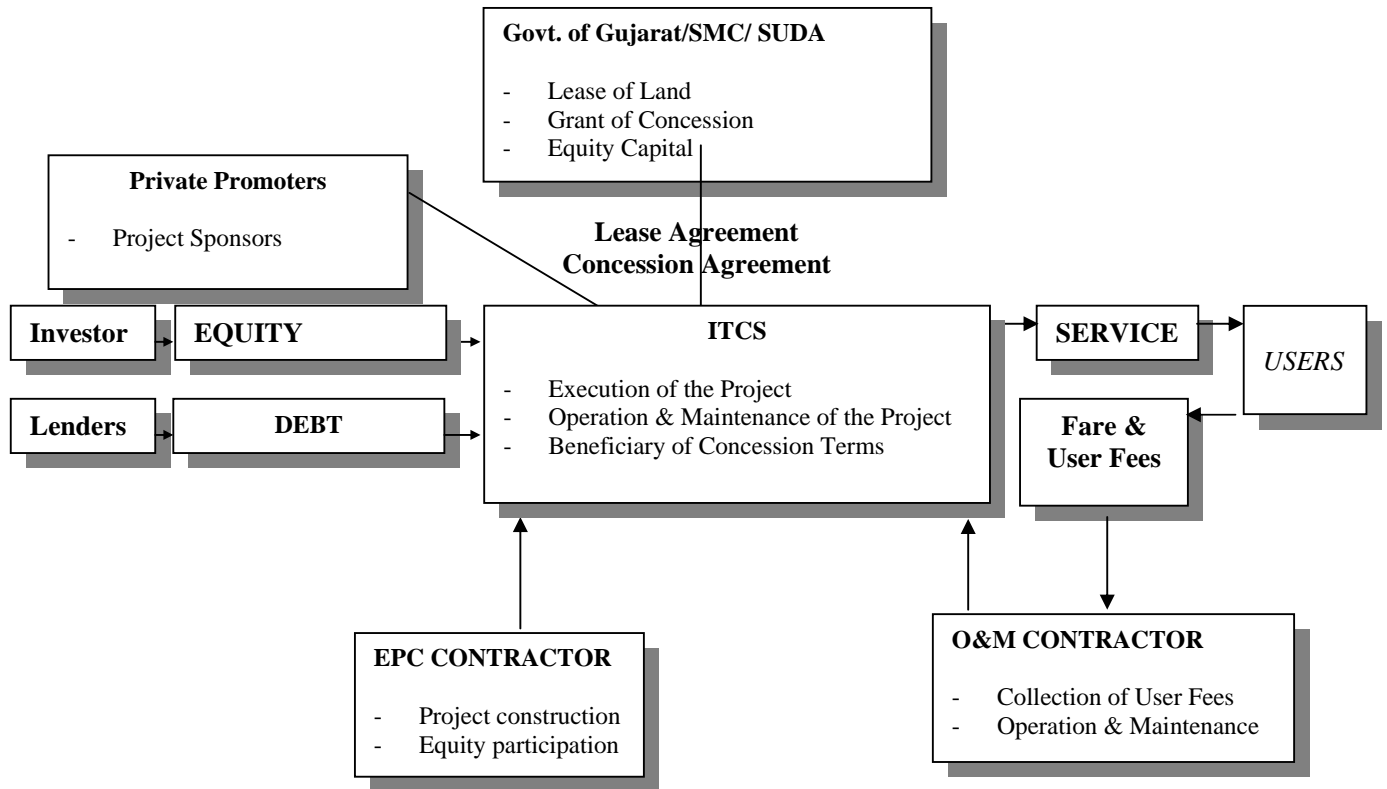 Govt. of Gujarat/SMC/ SUDA
- Lease of Land
- Grant of Concession
- Equity Capital
Private Promoters
- Project Sponsors
Lease Agreement
Concession Agreement
Investor
EQUITY
Lenders
DEBT
ITCS
- Execution of the Project
- Operation & Maintenance of the Project
- Beneficiary of Concession Terms
SERVICE
USERS
Fare &
User Fees
EPC CONTRACTOR
- Project construction
- Equity participation
O&M CONTRACTOR
- Collection of User Fees
- Operation & Maintenance